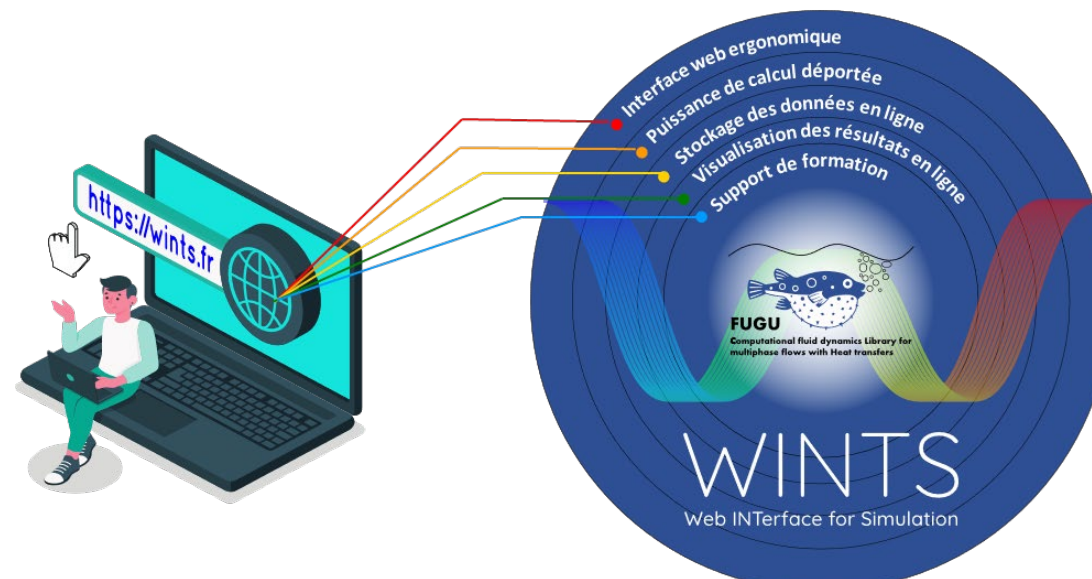 https://wints.fr
Interface web ergonomique
Puissance de calcul déportée
Stockage des données en ligne
Visualisation des résultats en ligne
Support de formation
FUGU
Computational fluid dynamics Library for
multiphase flows with Heat transfers
WINTS
Web INTerface for Simulation